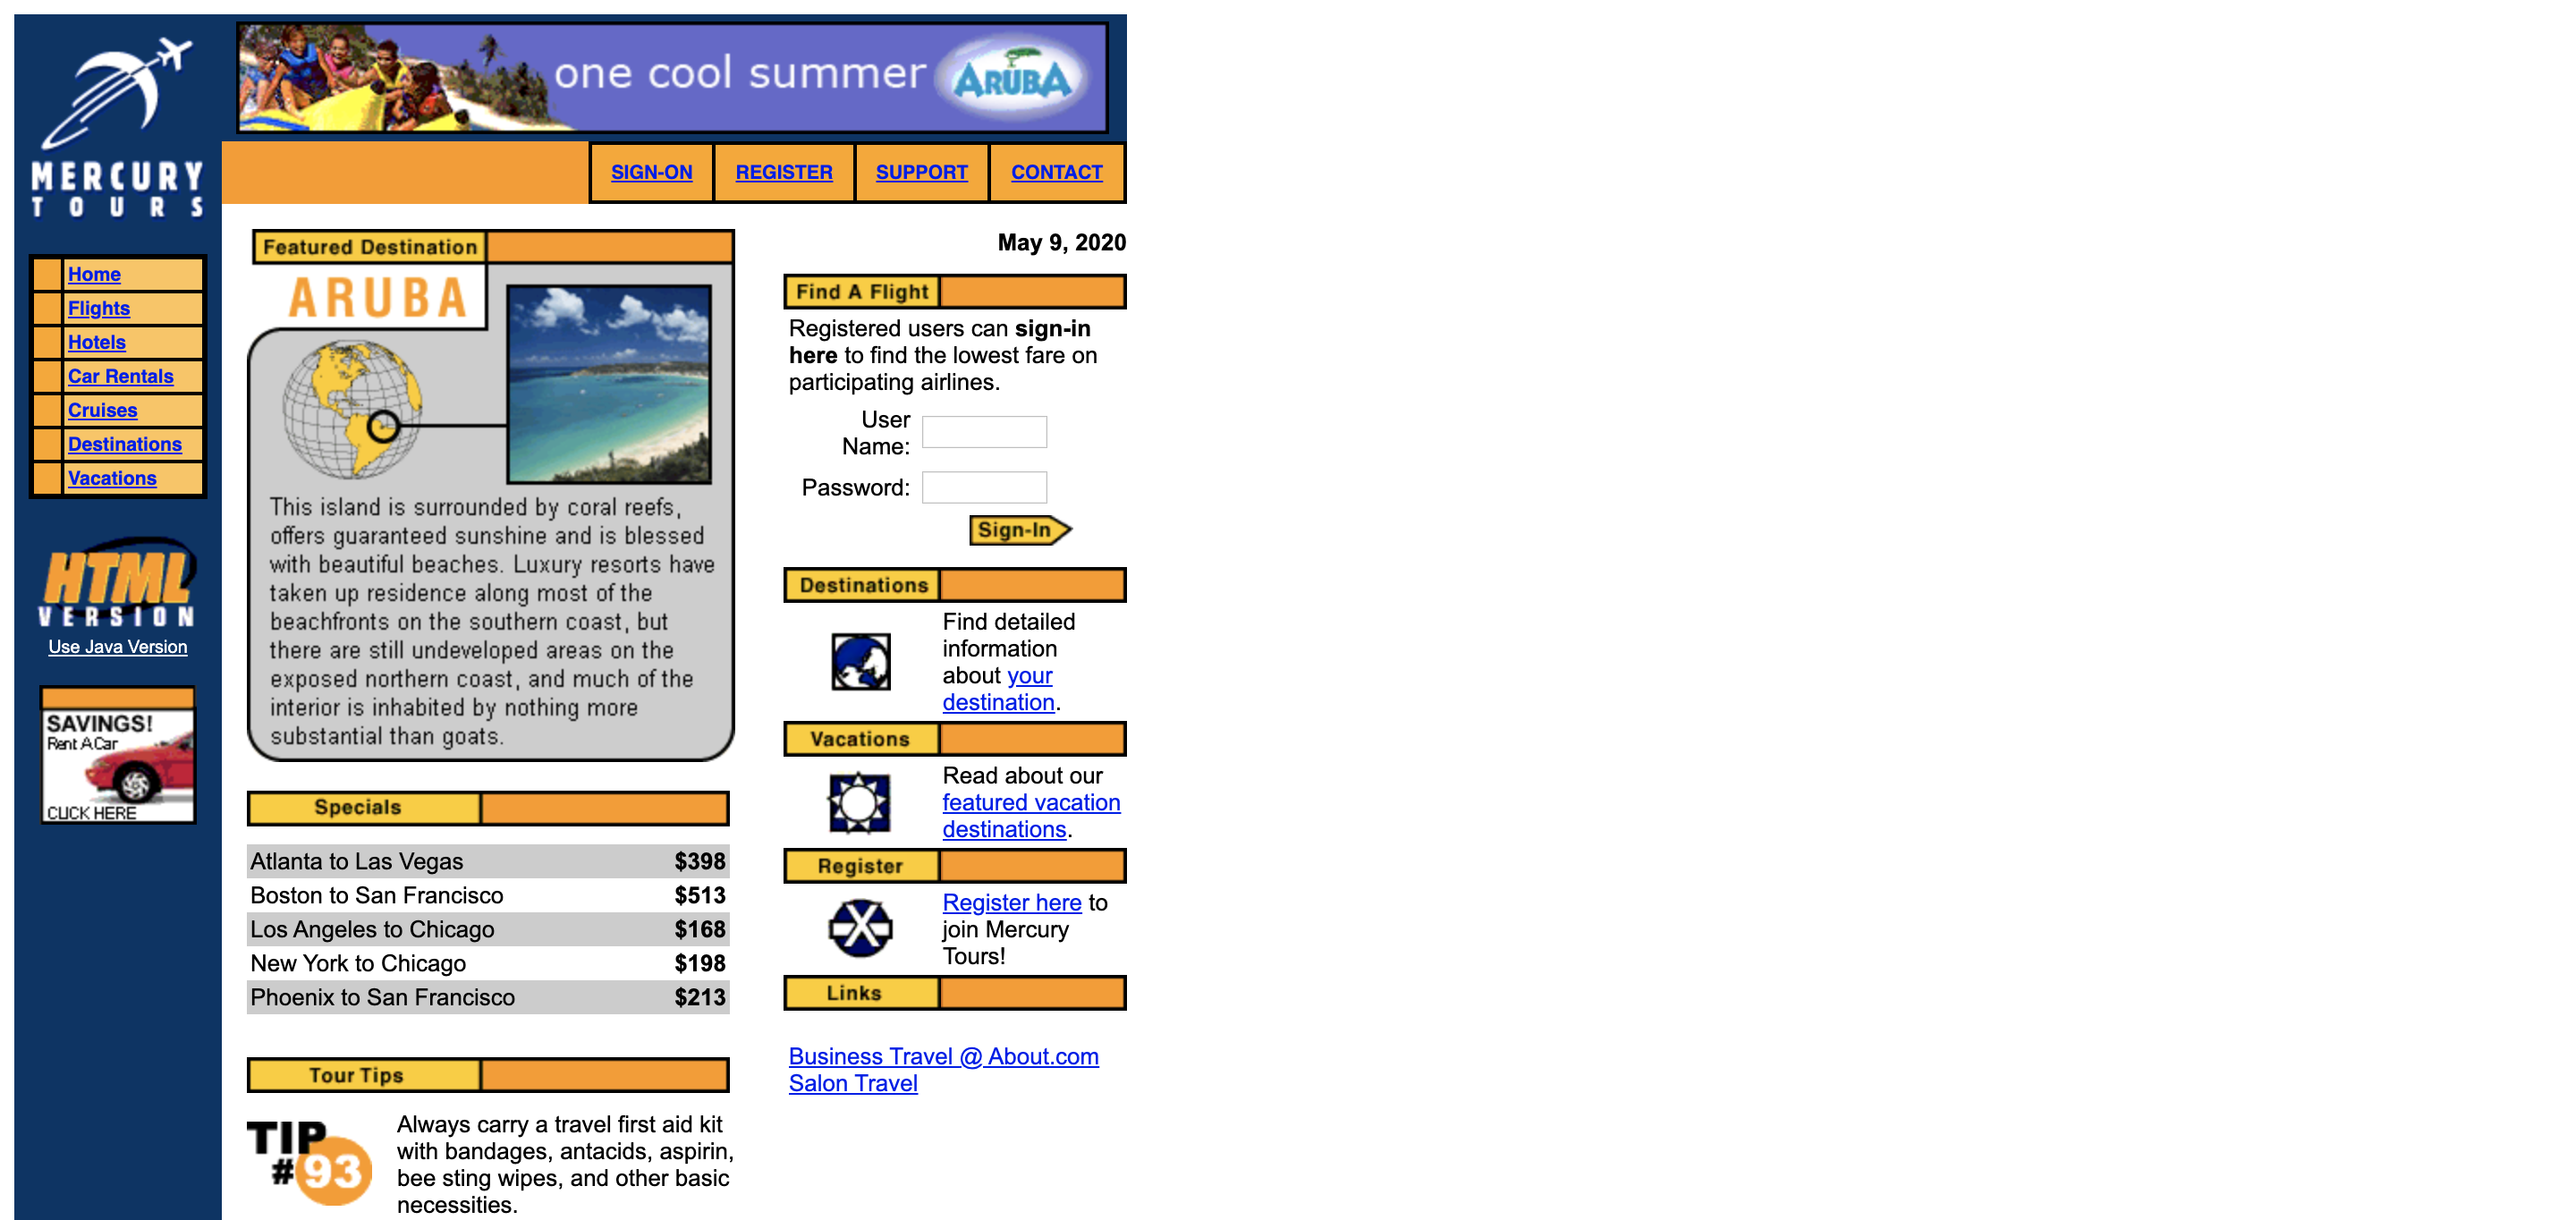 MERCURY
TOURS
one cool summer
ARUBA
SIGN-ON
REGISTER
SUPPORT
CONTACT
Home
Flights
Hotels
Car Rentals
Cruises
Destinations
Vacations
HTML
VERSION
Use Java Version
SAVINGS!
Rent A Car
CLICK HERE
Featured Destination
ARUBA
This island is surrounded by coral reefs,
offers guaranteed sunshine and is blessed
with beautiful beaches. Luxury resorts have
taken up residence along most of the
beachfronts on the southern coast, but
there are still undeveloped areas on the
exposed northern coast, and much of the
interior is inhabited by nothing more
substantial than goats.
Specials
Atlanta to Las Vegas $398
Boston to San Francisco $513
Los Angeles to Chicago $168
New York to Chicago $198
Phoenix to San Francisco $213
Tour Tips
TIP
#93
Always carry a travel first aid kit
with bandages, antacids, aspirin,
bee sting wipes, and other basic
necessities.
May 9, 2020
Find A Flight
Registered users can sign-in
here to find the lowest fare on
participating airlines.
User
Name:
Password:
Sign-In
Destinations
Find detailed
information
about your
destination.
Vacations
Read about our
featured vacation
destinations.
Register
Register here to
join Mercury
Tours!
Links
Business Travel @ About.com
Salon Travel